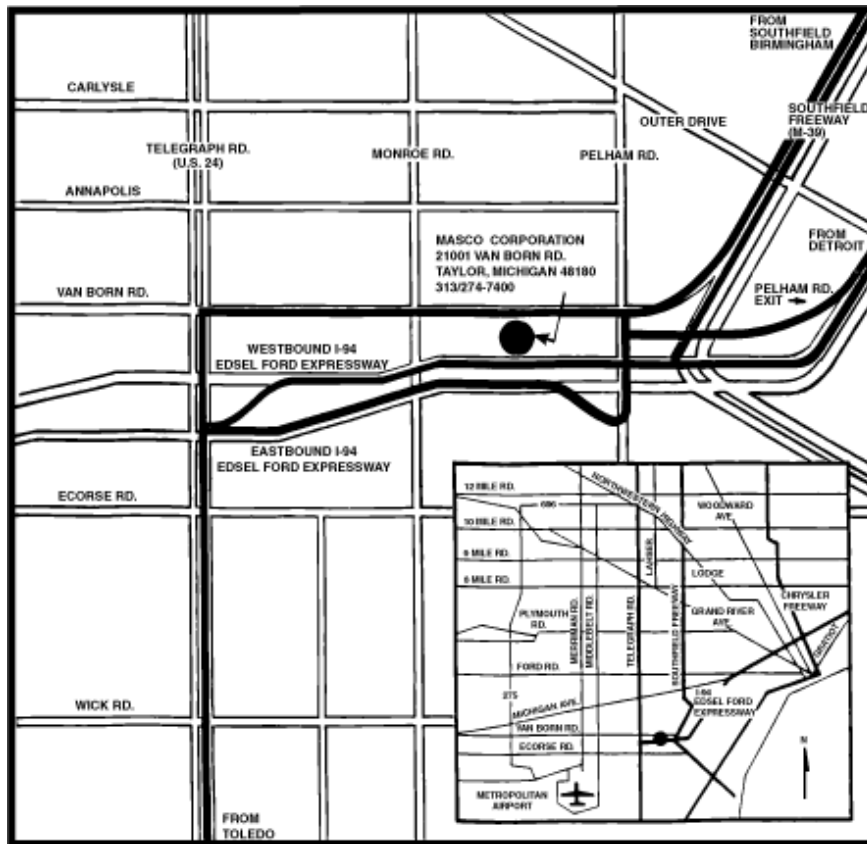 FROM
SOUTHFIELD
BIRMINGHAM
CARLYSLE
SOUTHFIELD
FREEWAY
(M-39)
OUTER DRIVE
TELEGRAPH RD.
(U.S. 24)
MONROE RD.
PELHAM RD.
ANNAPOLIS
FROM
DETROIT
MASCO CORPORATION
21001 VAN BORN RD.
TAYLOR, MICHIGAN 48180
313/274-7400
VAN BORN RD.
PELHAM RD.
EXIT
WESTBOUND I-94
EDSEL FORD EXPRESSWAY
EASTBOUND I-94
EDSEL FORD EXPRESSWAY
ECORSE RD.
WICK RD.
FROM
TOLEDO
12 MILE RD.
696
NORTHWESTERN HIGHWAY
WOODWARD
AVE.
10 MILE RD.
9 MILE RD.
LAHSER
LODGE
8 MILE RD.
CHRYSLER
FREEWAY
PLYMOUTH
RD.
MERRIMAN RD.
MIDDLEBELT RD.
TELEGRAPH RD.
SOUTHFIELD FREEWAY
GRAND RIVER
AVE.
GRATIOT
FORD RD.
275
MICHIGAN AVE.
I-94
EDSEL FORD
EXPRESSWAY
VAN BORN RD.
ECORSE RD.
N
METROPOLITAN
AIRPORT